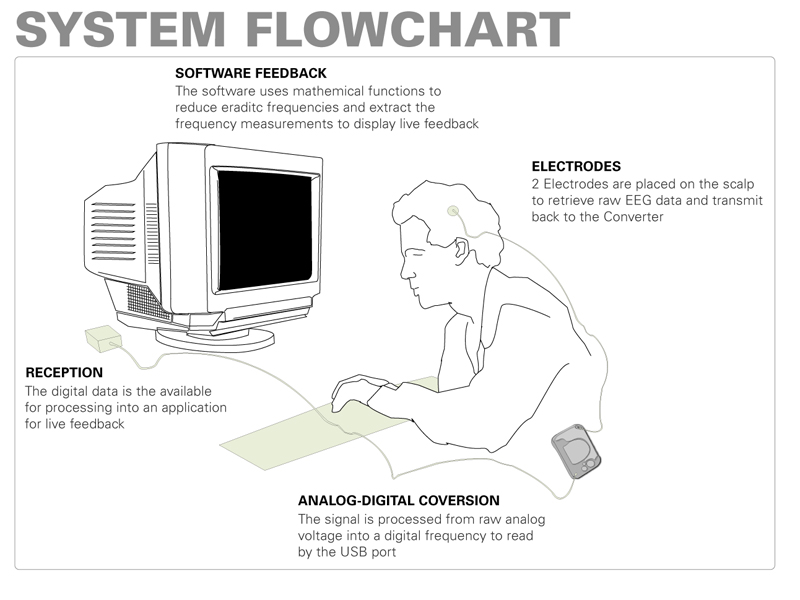 SYSTEM FLOWCHART
SOFTWARE FEEDBACK
The software uses mathemical functions to
reduce eraditc frequencies and extract the
frequency measurements to display live feedback
ELECTRODES
2 Electrodes are placed on the scalp
to retrieve raw EEG data and transmit
back to the Converter
RECEPTION
The digital data is the available
for processing into an application
for live feedback
ANALOG-DIGITAL COVERSION
The signal is processed from raw analog
voltage into a digital frequency to read
by the USB port